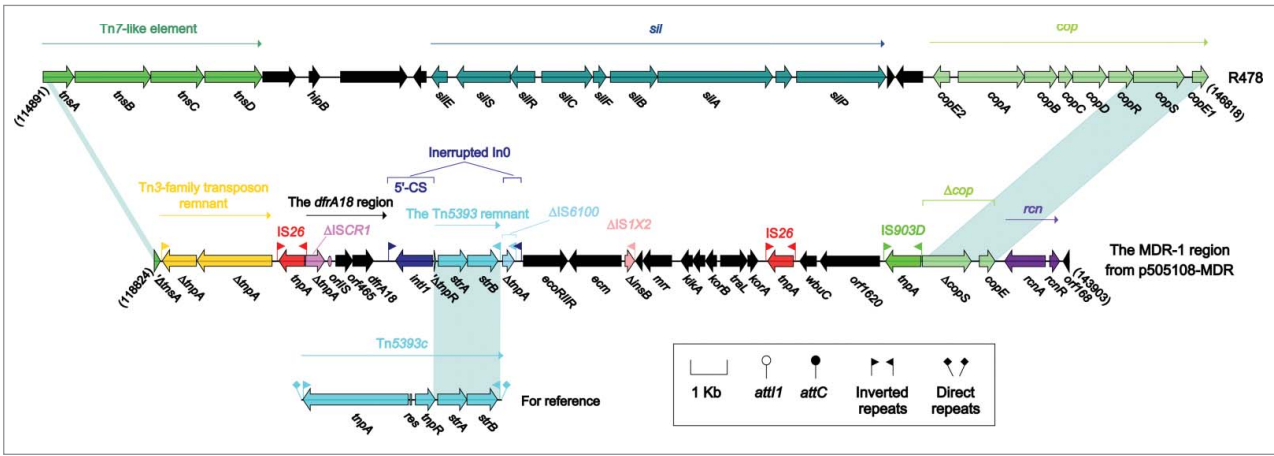 Tn7-like element
sil
cop
R478
tnsA
tnsB
tnsC
tnsD
hipB
silE
silS
silR
silC
silF
silB
silA
silP
copE2
copA
copB
copC
copD
copR
copS
copE1
(114891)
(146818)
Inerrupted In0
Tn3-family transposon
remnant
The dfrA18 region
5'-CS
The Tn5393 remnant
ΔIS6100
Δcop
rcn
IS26
ΔISCR1
ΔIS1X2
IS26
IS903D
The MDR-1 region
from p505108-MDR
(118824)
'ΔtnsA
ΔtnpA
ΔtnpA
tnpA
ΔtnpA
oriIS
orf465
dfrA18
intI1
'ΔtnpR
strA
strB
ΔtnpA
ecoRIIR
ecn
ΔinsB
mrr
kikA
korB
traL
korA
tnpA
wbuC
orf1620
tnpA
ΔcopS
copE
rcnA
rcnR
orf168
(143903)
Tn5393c
For reference
tnpA
res
tnpR
strA
strB
1 Kb
attI1
attC
Inverted
repeats
Direct
repeats